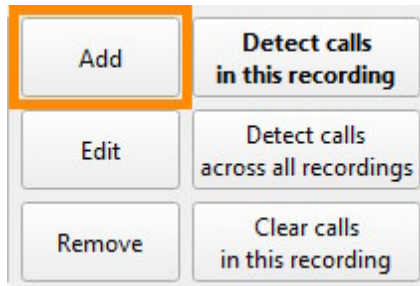 Add
Detect calls
in this recording
Edit
Detect calls
across all recordings
Remove
Clear calls
in this recording